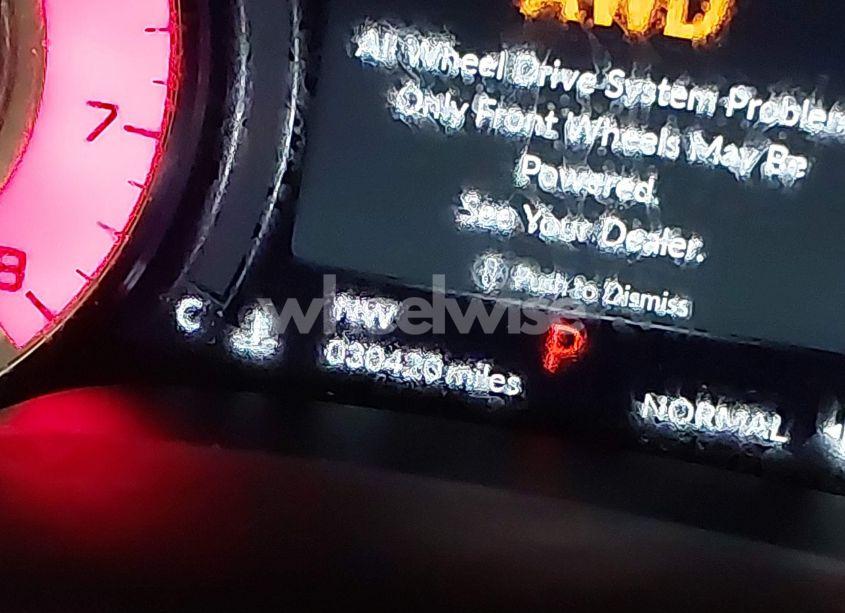 AWD
All Wheel Drive System Problem
Only Front Wheels May Be
Powered.
See Your Dealer.
Push to Dismiss
7
8
C
wheelwise
NW
030420 miles
P
NORMAL